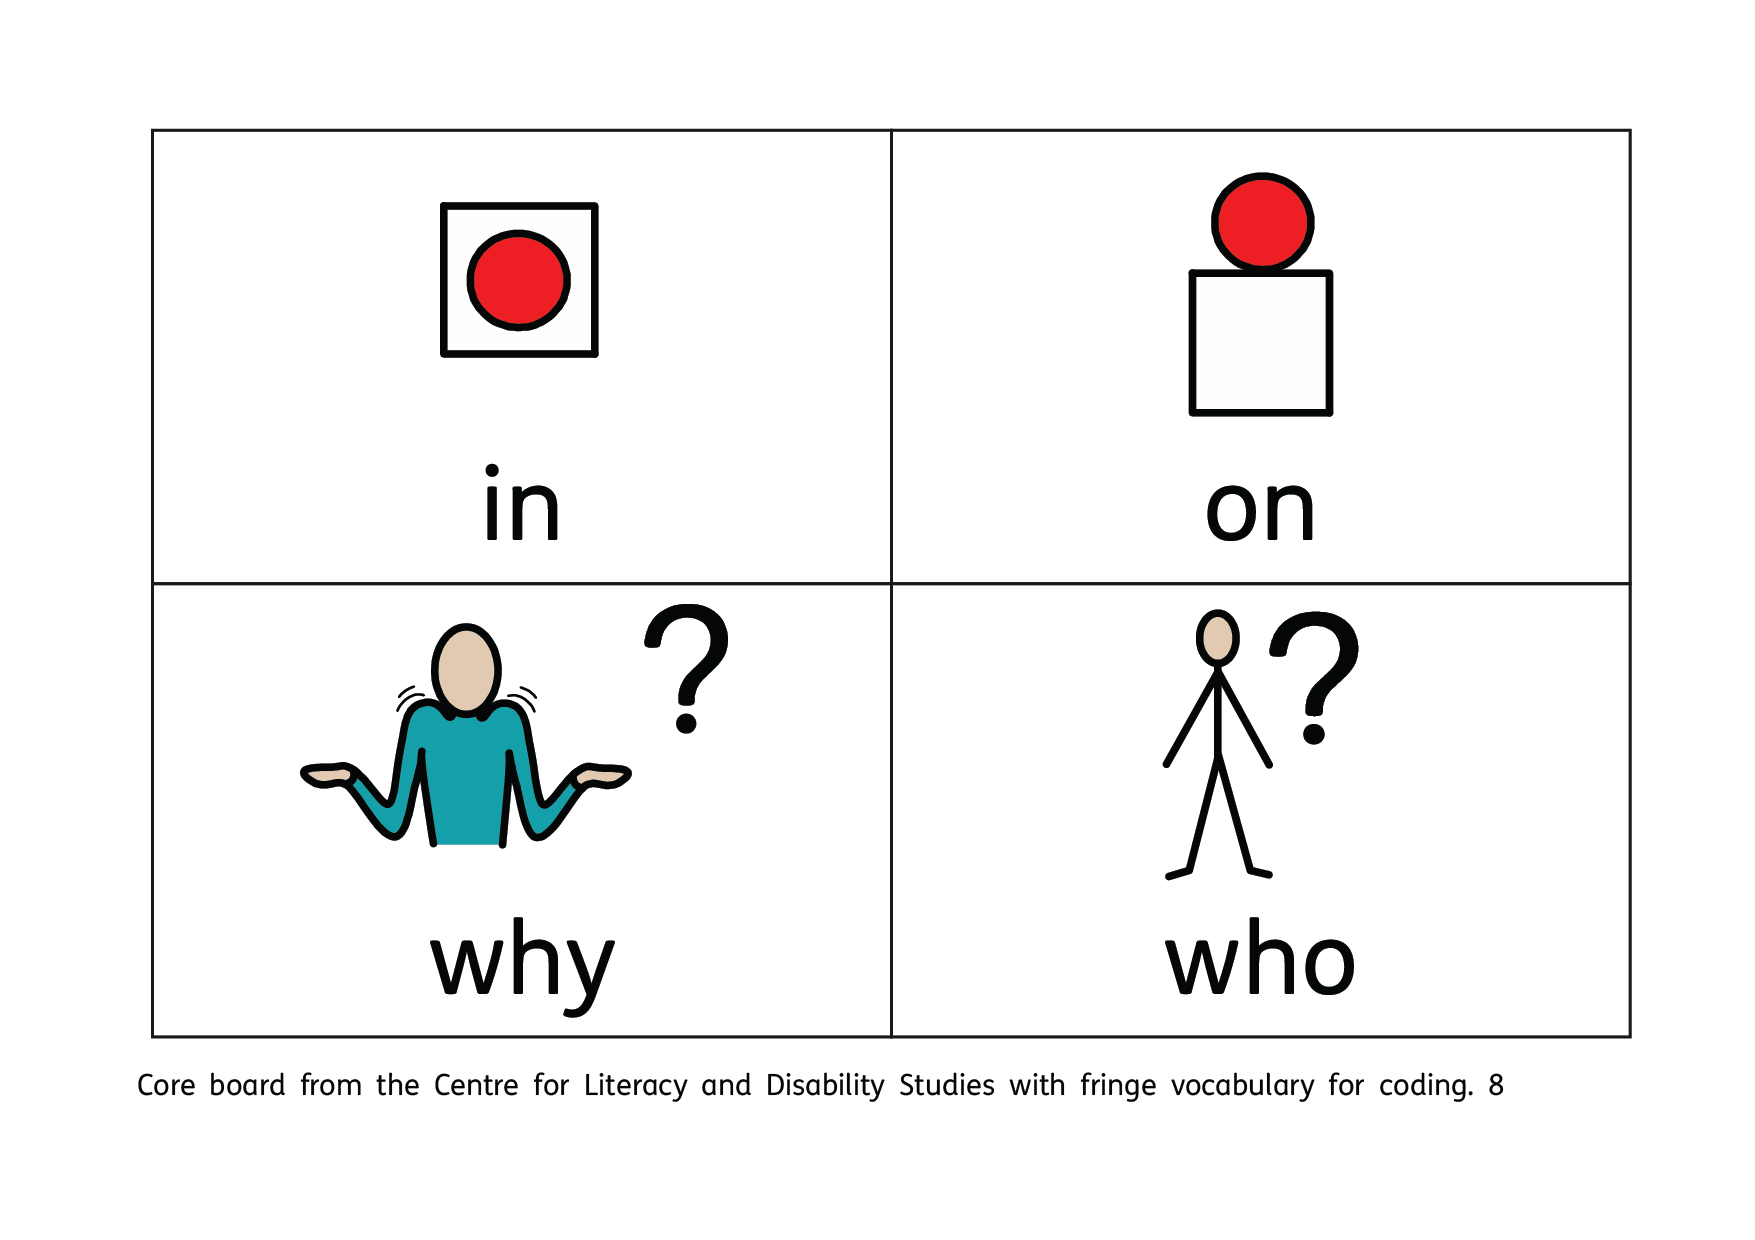 in
on
?
?
why
who
Core board from the Centre for Literacy and Disability Studies with fringe vocabulary for coding. 8